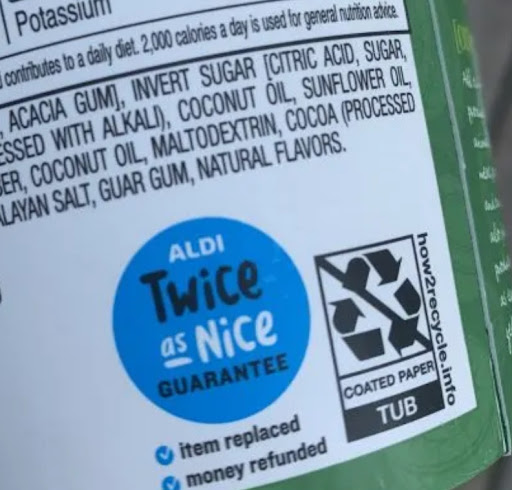 Potassium
contributes to a daily diet. 2,000 calories a day is used for general nutrition advice.
, ACACIA GUM], INVERT SUGAR [CITRIC ACID, SUGAR,
ESSED WITH ALKALI), COCONUT OIL, SUNFLOWER OIL,
BER, COCONUT OIL, MALTODEXTRIN, COCOA (PROCESSED
LAYAN SALT, GUAR GUM, NATURAL FLAVORS.
ALDI
Twice
as Nice
GUARANTEE
item replaced
money refunded
how2recycle.info
COATED PAPER
TUB